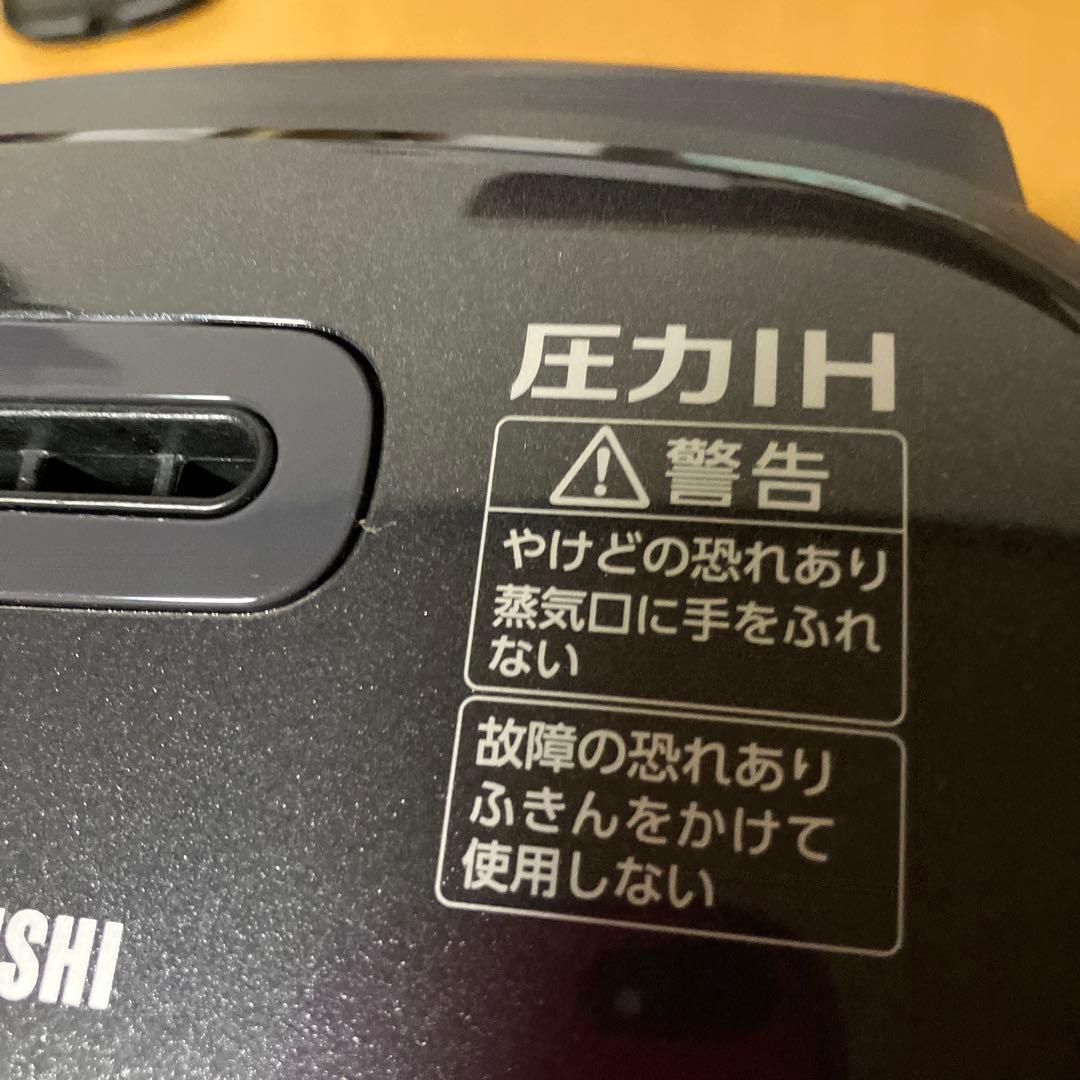 圧力IH
警告
やけどの恐れあり
蒸気口に手をふれ
ない
故障の恐れあり
ふきんをかけて
使用しない
SHI